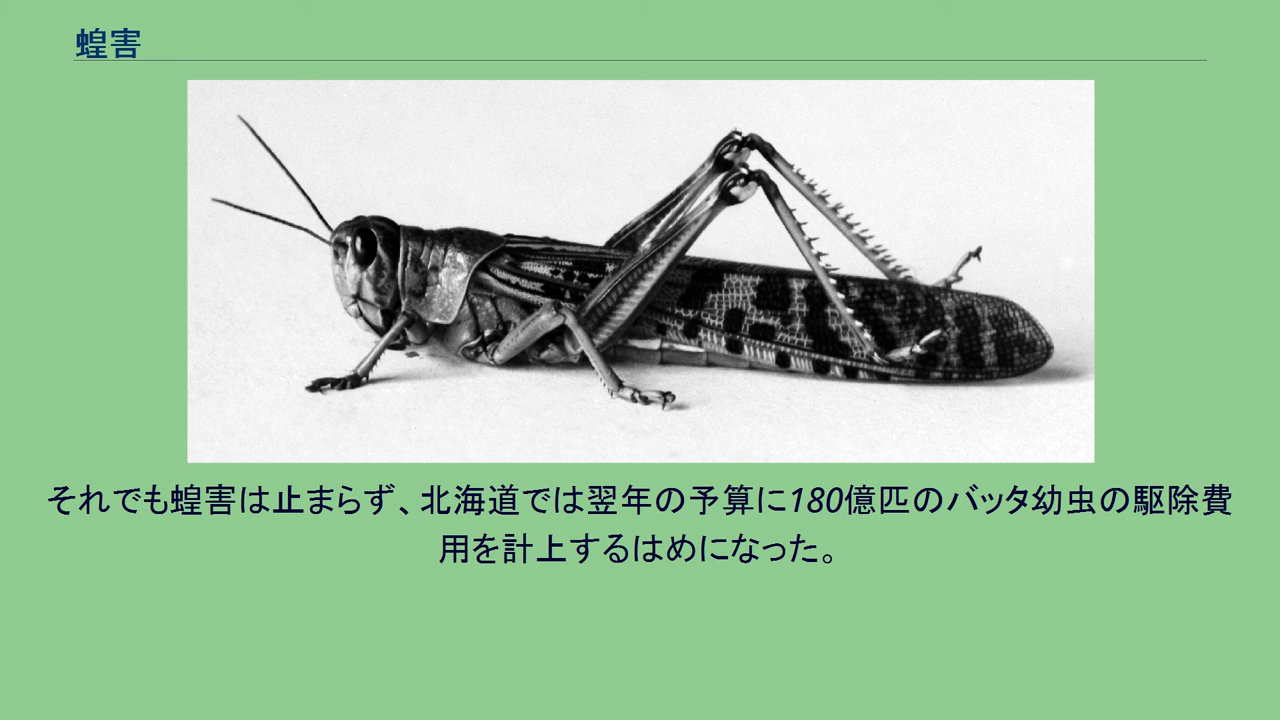 蝗害
それでも蝗害は止まらず、北海道では翌年の予算に180億匹のバッタ幼虫の駆除費
用を計上するはめになった。